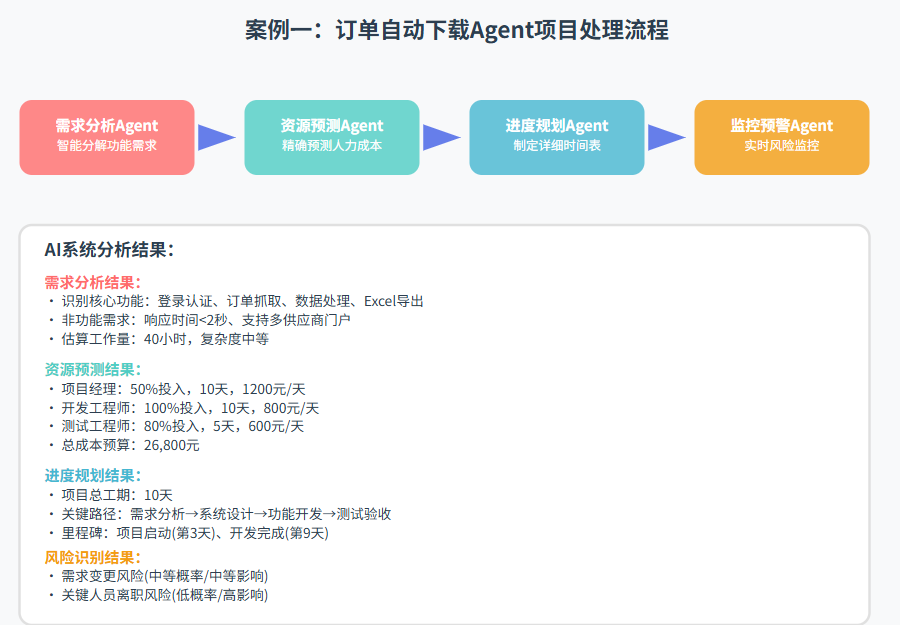 案例一：订单自动下载Agent项目处理流程
需求分析Agent
智能分解功能需求
资源预测Agent
精确预测人力成本
进度规划Agent
制定详细时间表
监控预警Agent
实时风险监控
AI系统分析结果：
需求分析结果：
• 识别核心功能：登录认证、订单抓取、数据处理、Excel导出
• 非功能需求：响应时间<2秒、支持多供应商门户
• 估算工作量：40小时，复杂度中等
资源预测结果：
• 项目经理：50%投入，10天，1200元/天
• 开发工程师：100%投入，10天，800元/天
• 测试工程师：80%投入，5天，600元/天
• 总成本预算：26,800元
进度规划结果：
• 项目总工期：10天
• 关键路径：需求分析→系统设计→功能开发→测试验收
• 里程碑：项目启动(第3天)、开发完成(第9天)
风险识别结果：
• 需求变更风险(中等概率/中等影响)
• 关键人员离职风险(低概率/高影响)